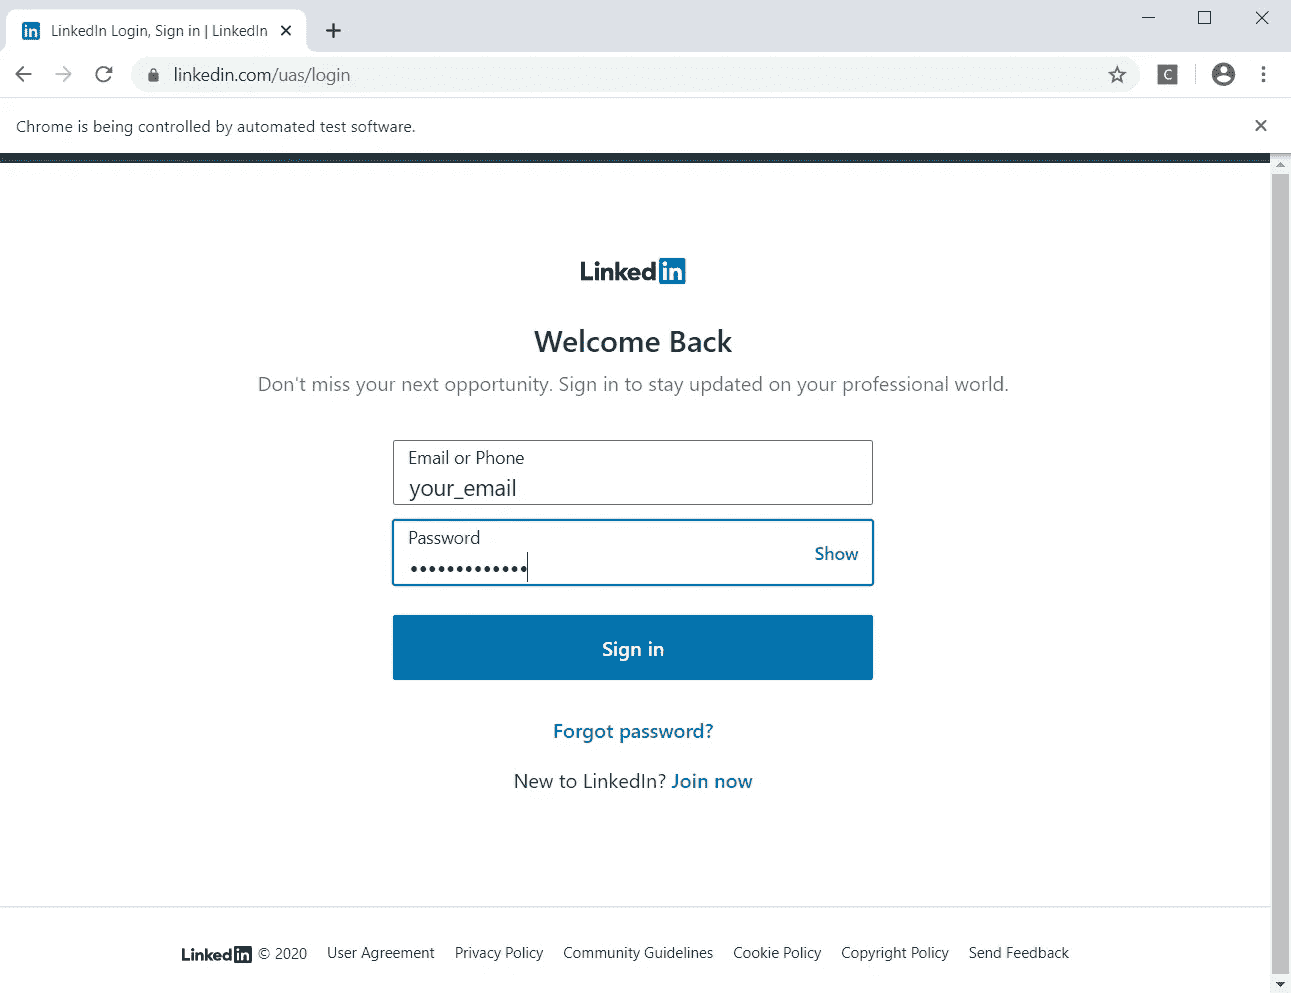 LinkedIn Login, Sign in | LinkedIn
linkedin.com/uas/login
C
Chrome is being controlled by automated test software.
Linkedin
Welcome Back
Don't miss your next opportunity. Sign in to stay updated on your professional world.
Email or Phone
your_email
Password
•••••••••••••
Show
Sign in
Forgot password?
New to LinkedIn? Join now
Linkedin © 2020 User Agreement Privacy Policy Community Guidelines Cookie Policy Copyright Policy Send Feedback